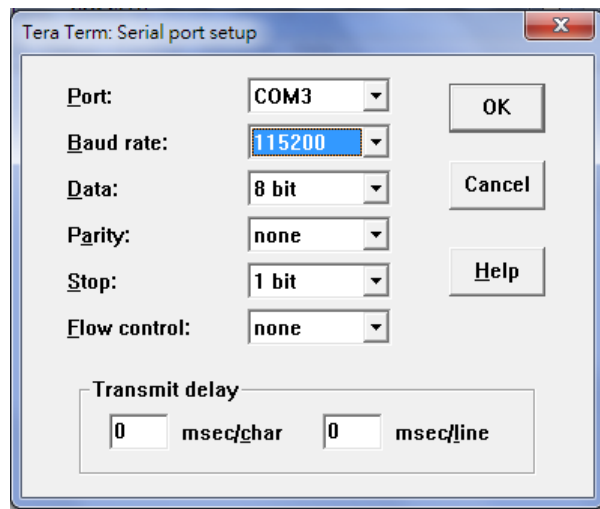 Tera Term: Serial port setup
Port: COM3 OK
Baud rate: 115200
Data: 8 bit Cancel
Parity: none
Stop: 1 bit Help
Flow control: none
Transmit delay
0 msec/char 0 msec/line